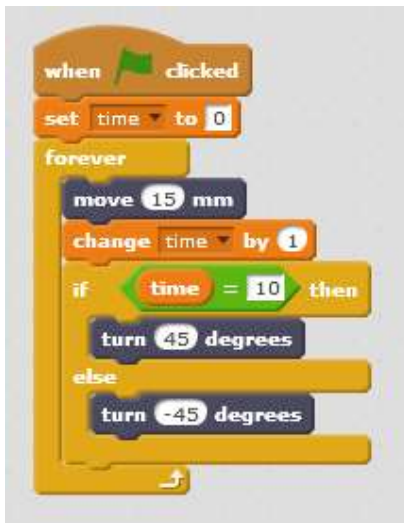 when clicked
set time to 0
forever
move 15 mm
change time by 1
if time = 10 then
turn 45 degrees
else
turn -45 degrees